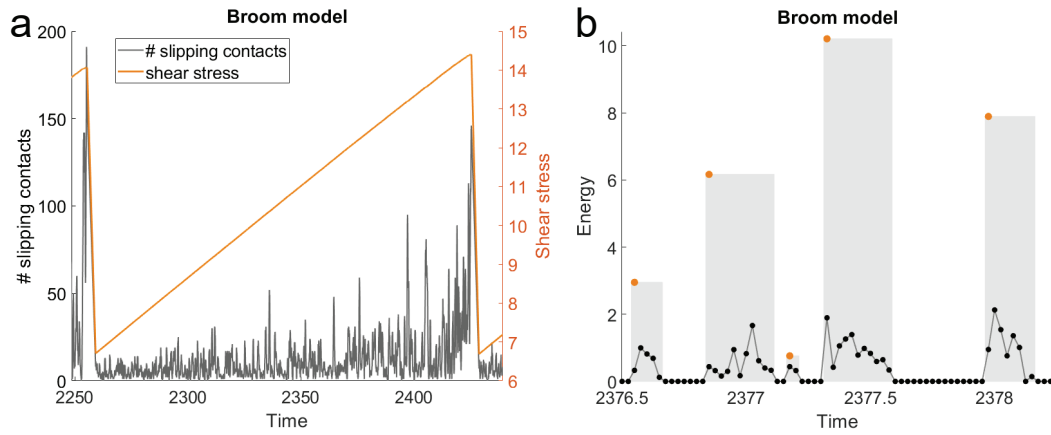 a
Broom model
200
150
100
50
0
# slipping contacts
# slipping contacts
shear stress
15
14
13
12
11
10
9
8
7
6
Shear stress
2250
2300
2350
2400
Time
b
Broom model
10
8
6
4
2
0
Energy
2376.5
2377
2377.5
2378
Time